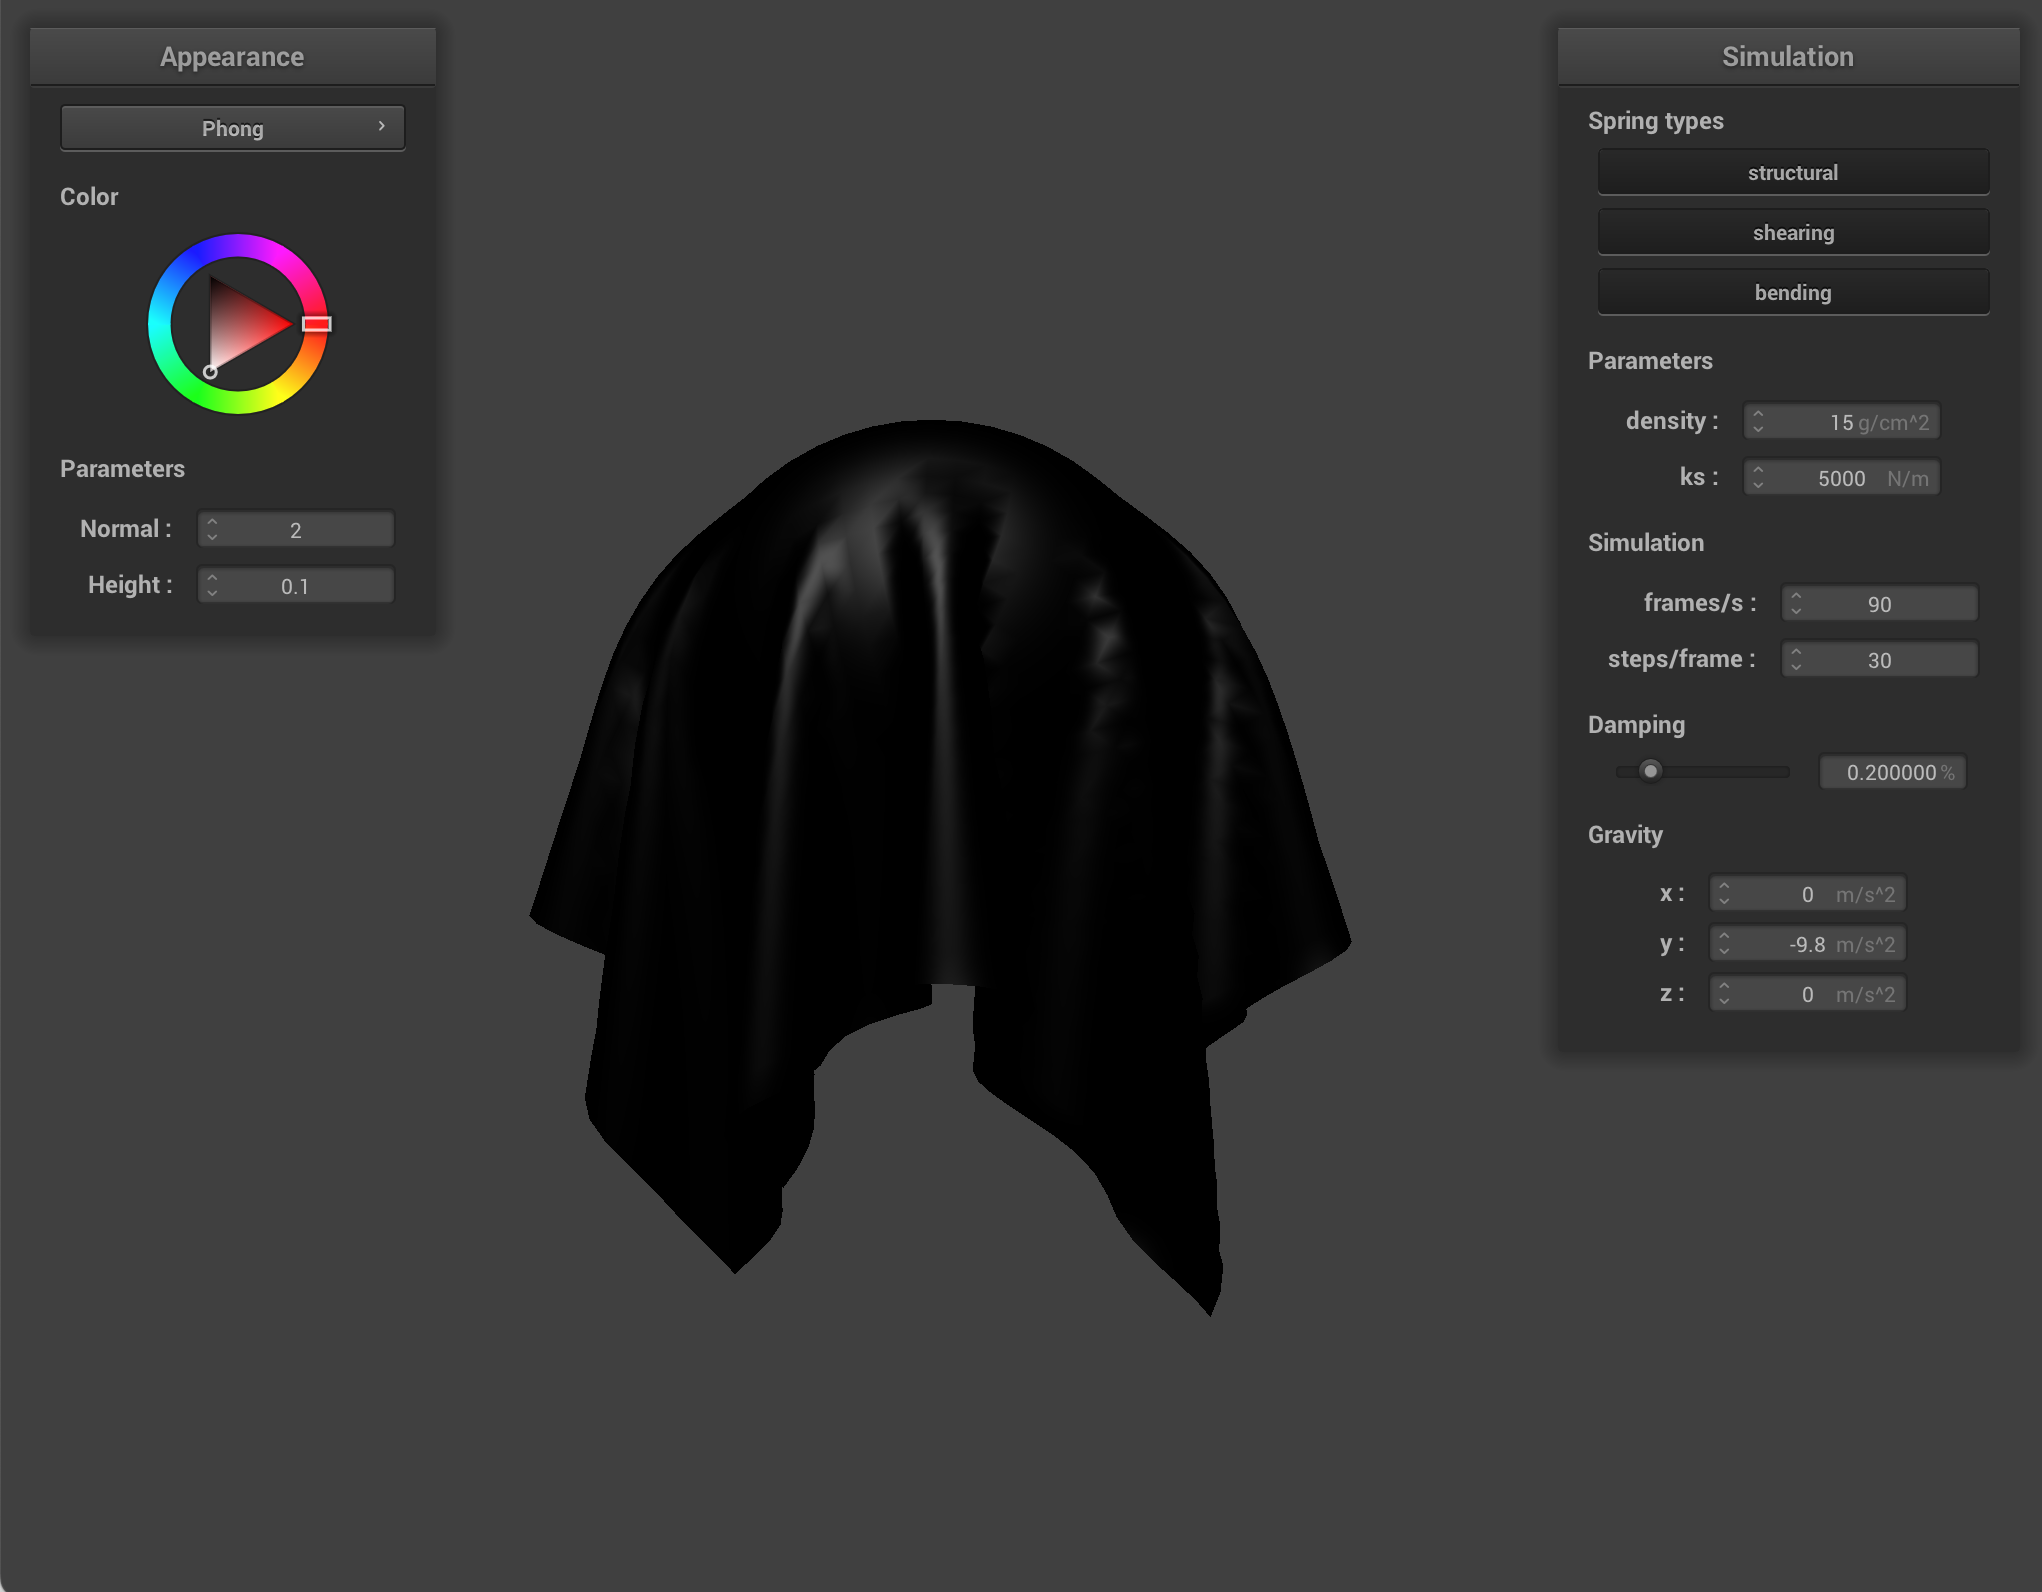 Appearance
Phong
Color
Parameters
Normal : 2
Height : 0.1
Simulation
Spring types
structural
shearing
bending
Parameters
density : 15 g/cm^2
ks : 5000 N/m
Simulation
frames/s : 90
steps/frame : 30
Damping
0.200000 %
Gravity
x : 0 m/s^2
y : -9.8 m/s^2
z : 0 m/s^2